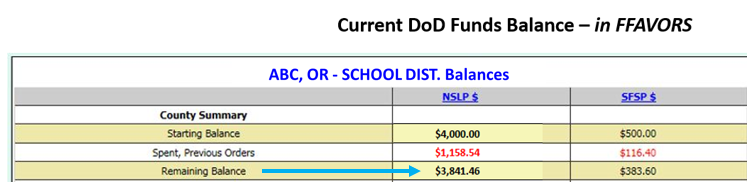 Current DoD Funds Balance – in FFAVORS
ABC, OR - SCHOOL DIST. Balances
NSLP $ SFSP $
County Summary
Starting Balance $4,000.00 $500.00
Spent, Previous Orders $1,158.54 $116.40
Remaining Balance $3,841.46 $383.60